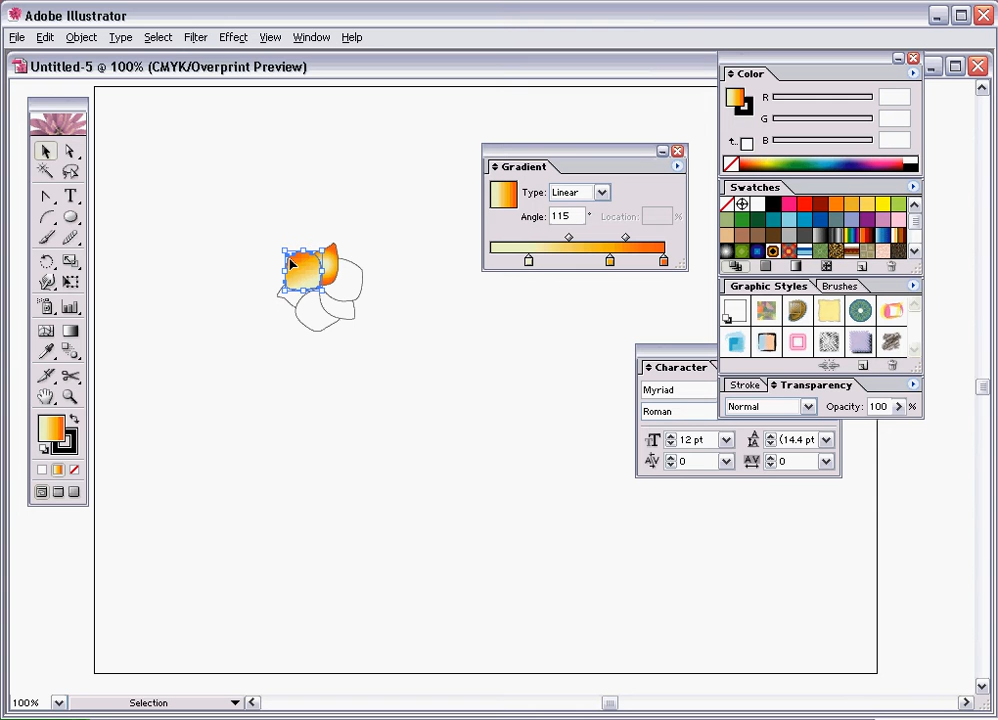 Adobe Illustrator
File Edit Object Type Select Filter Effect View Window Help
Untitled-5 @ 100% (CMYK/Overprint Preview)
Color
R
G
B
Gradient
Type: Linear
Angle: 115 ° Location: %
Swatches
Graphic Styles Brushes
Character
Myriad
Roman
Stroke Transparency
Normal Opacity: 100 %
12 pt (14.4 pt
0 0
100% Selection